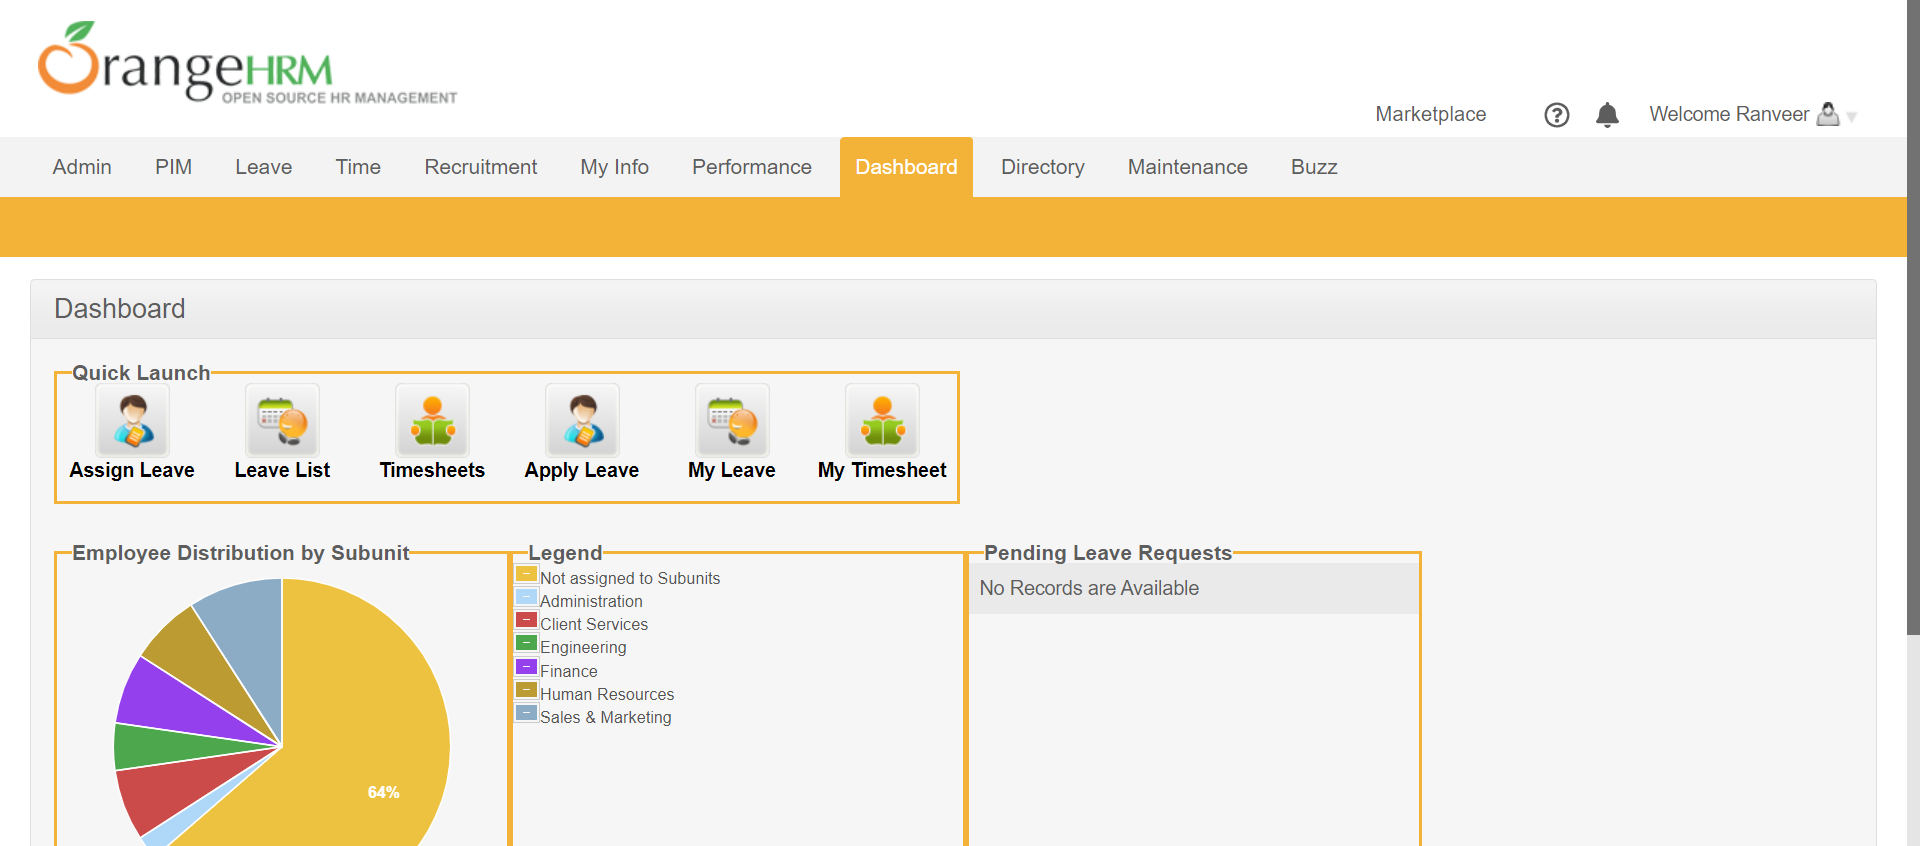 OrangeHRM
OPEN SOURCE HR MANAGEMENT
Marketplace ? Welcome Ranveer
Admin PIM Leave Time Recruitment My Info Performance Dashboard Directory Maintenance Buzz
Dashboard
Quick Launch
Assign Leave Leave List Timesheets Apply Leave My Leave My Timesheet
Employee Distribution by Subunit
64%
Legend
Not assigned to Subunits
Administration
Client Services
Engineering
Finance
Human Resources
Sales & Marketing
Pending Leave Requests
No Records are Available